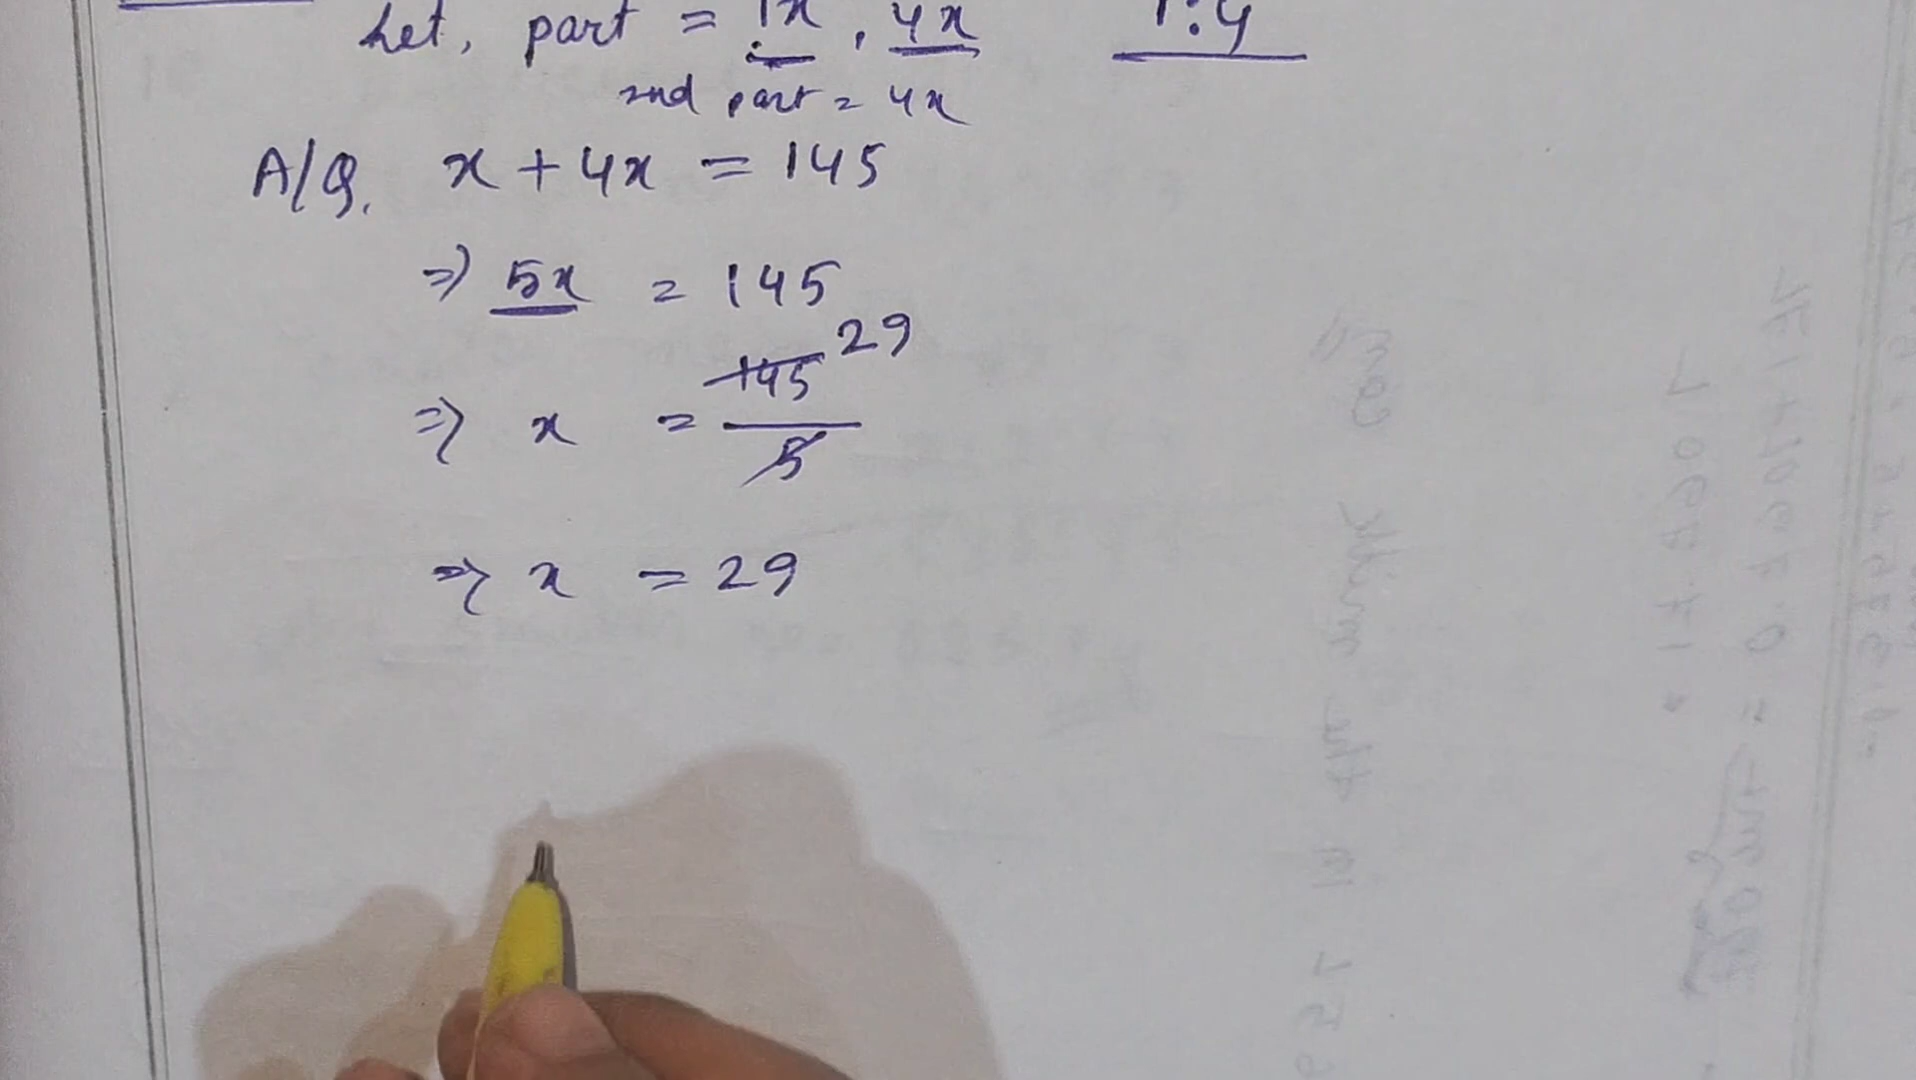 Let, part = 1x, 4x 1:4
2nd part = 4x
A/Q, x + 4x = 145
=> 5x = 145
=> x = 145/5 29
=> x = 29